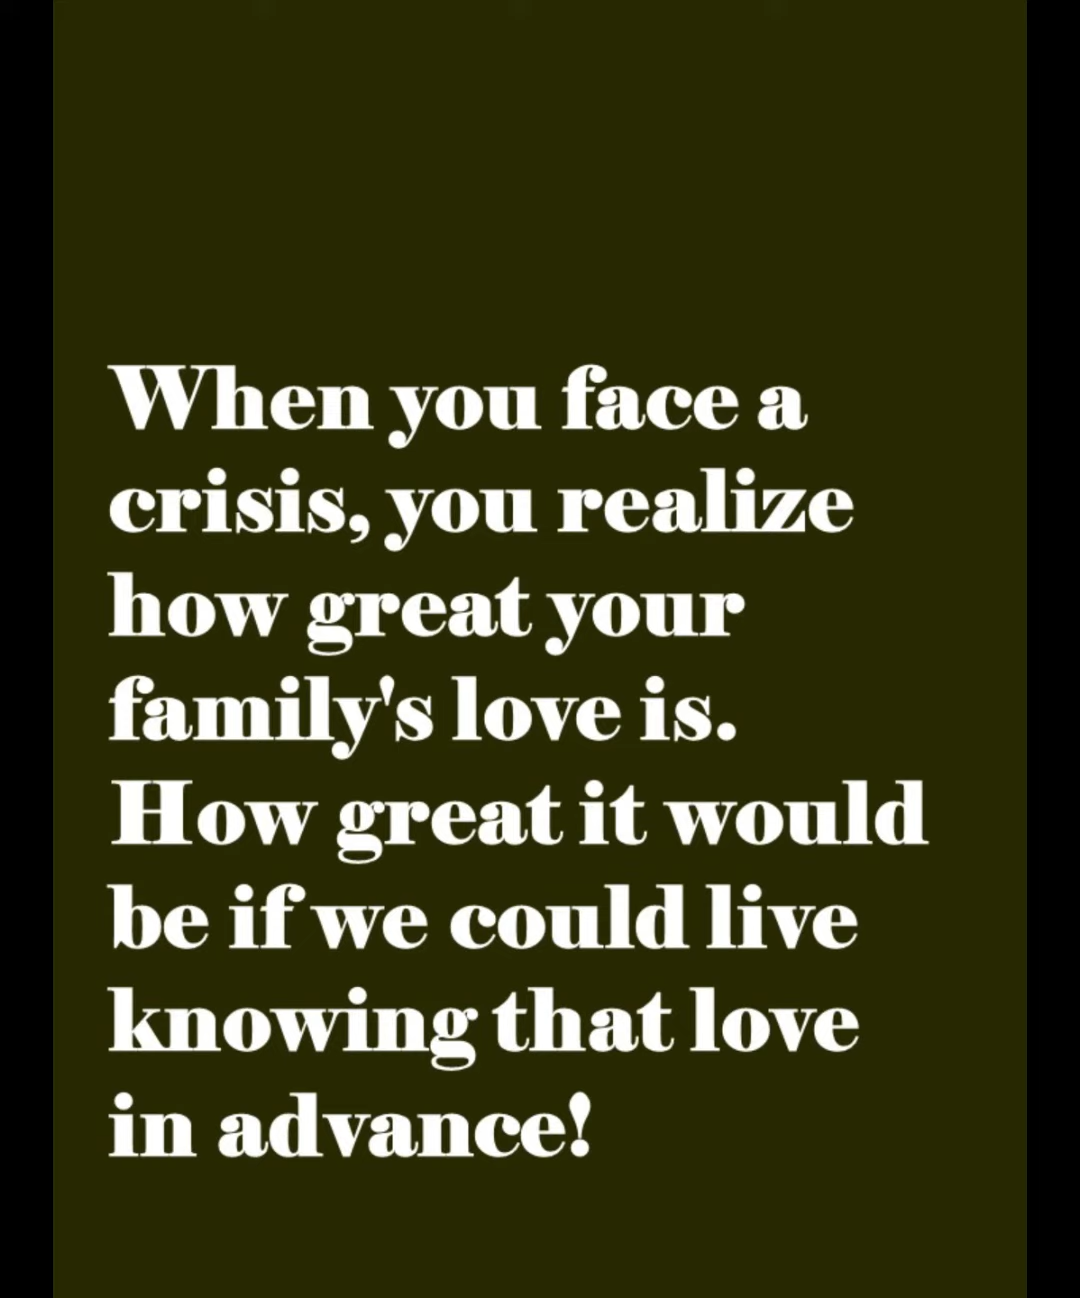 When you face a
crisis, you realize
how great your
family's love is.
How great it would
be if we could live
knowing that love
in advance!